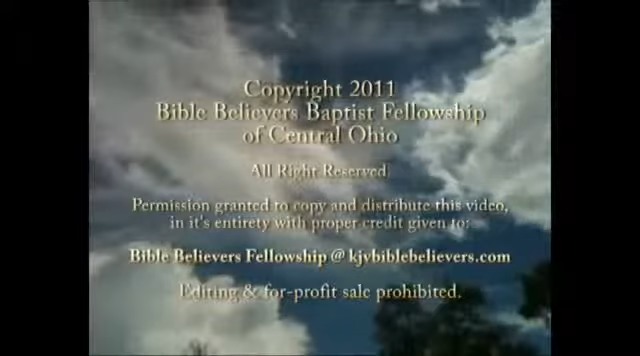 Copyright 2011
Bible Believers Baptist Fellowship
of Central Ohio
All Right Reserved
Permission granted to copy and distribute this video,
in it's entirety with proper credit given to:
Bible Believers Fellowship @ kjvbiblebelievers.com
Editing & for-profit sale prohibited.